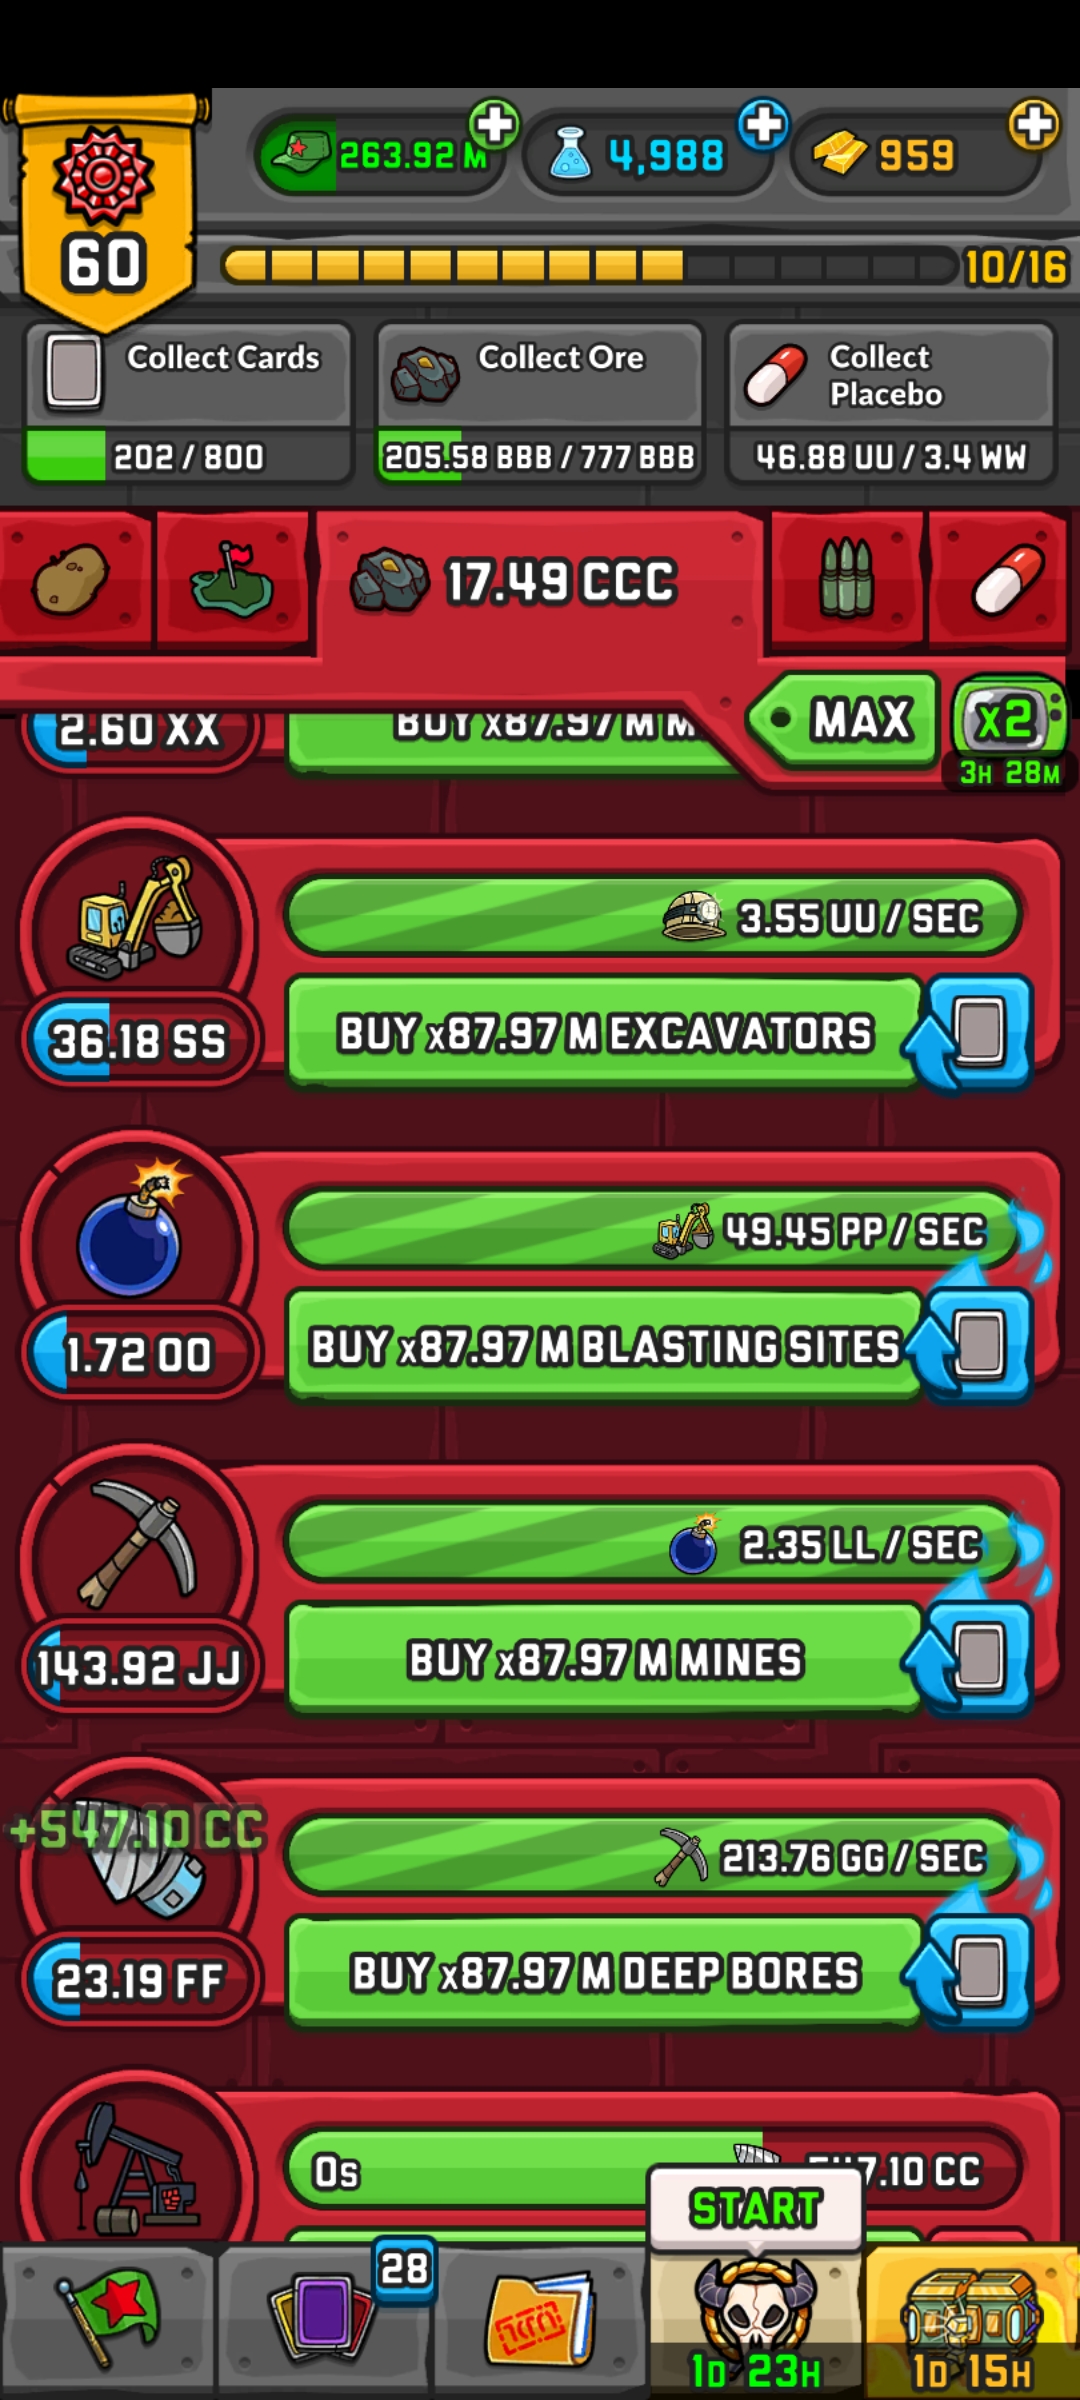 263.92 M
4,988
959
60
10/16
Collect Cards
202 / 800
Collect Ore
205.58 BBB / 777 BBB
Collect
Placebo
46.88 UU / 3.4 WW
17.49 CCC
MAX
x2
3H 28M
2.60 XX
BUY x87.97 M M
36.18 SS
3.55 UU / SEC
BUY x87.97 M EXCAVATORS
1.72 OO
49.45 PP / SEC
BUY x87.97 M BLASTING SITES
143.92 JJ
2.35 LL / SEC
BUY x87.97 M MINES
+547.10 CC
23.19 FF
213.76 GG / SEC
BUY x87.97 M DEEP BORES
0s
7.10 CC
START
28
1D 23H
1D 15H